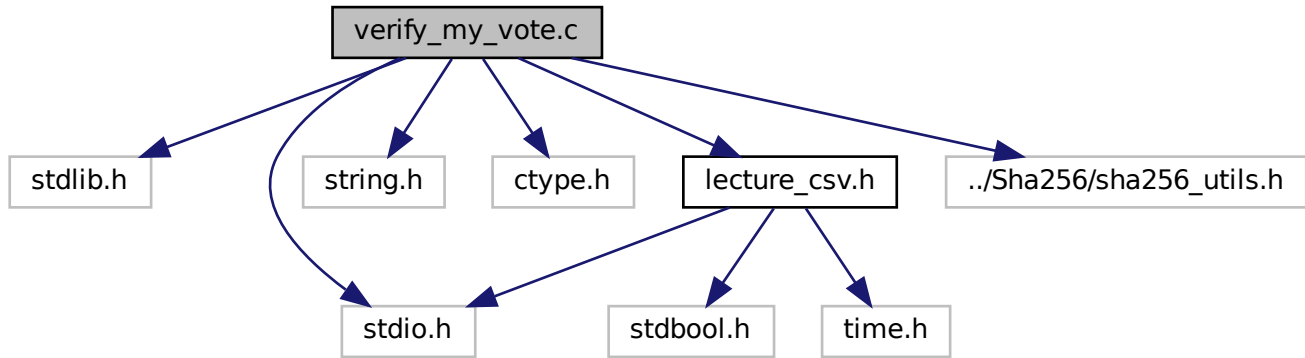 verify_my_vote.c
stdlib.h
string.h
ctype.h
lecture_csv.h
../Sha256/sha256_utils.h
stdio.h
stdbool.h
time.h